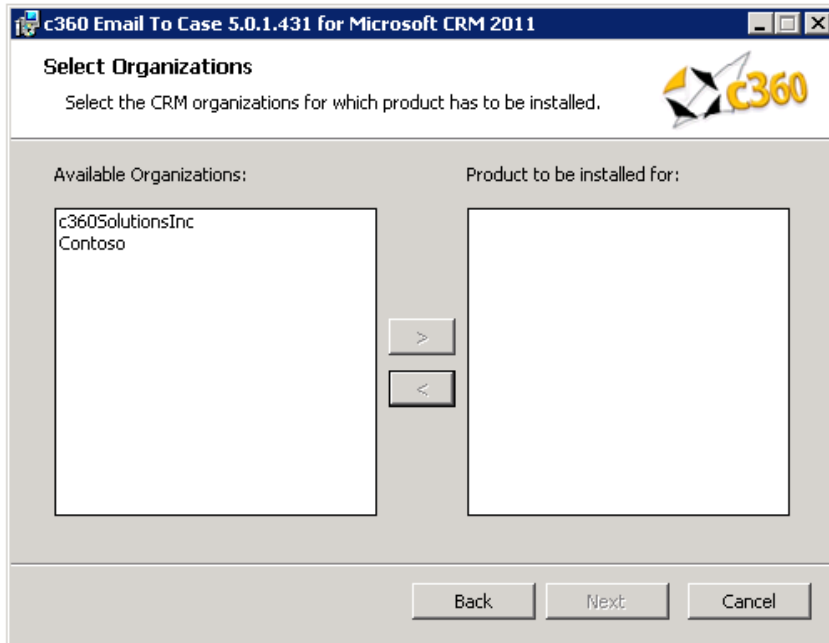 c360 Email To Case 5.0.1.431 for Microsoft CRM 2011
Select Organizations
Select the CRM organizations for which product has to be installed.
c360
Available Organizations:
Product to be installed for:
c360SolutionsInc
Contoso
>
<
Back
Next
Cancel